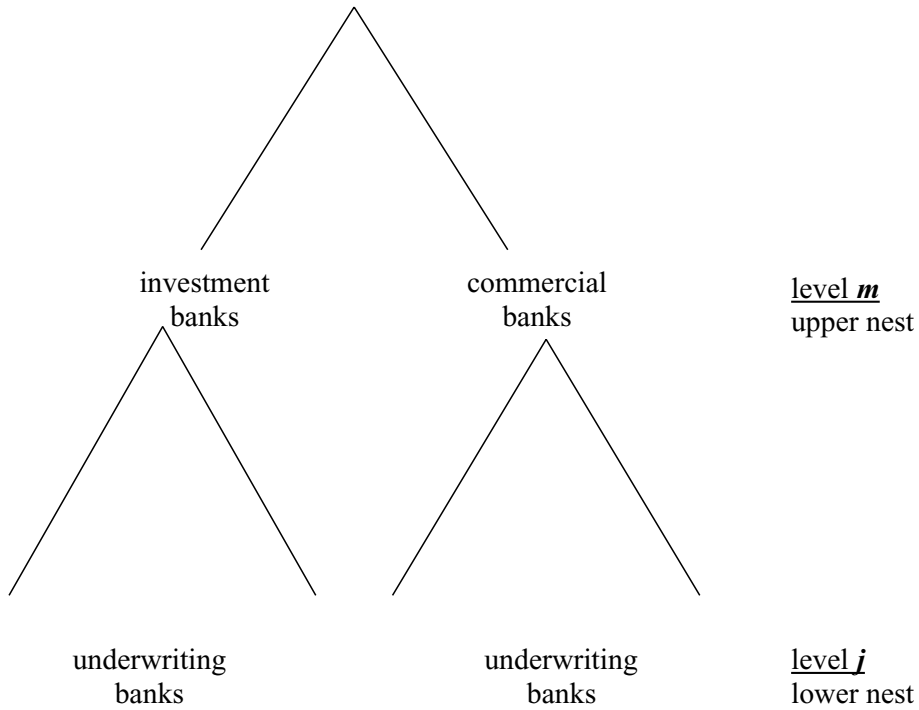 investment
banks
commercial
banks
level m
upper nest
underwriting
banks
underwriting
banks
level j
lower nest